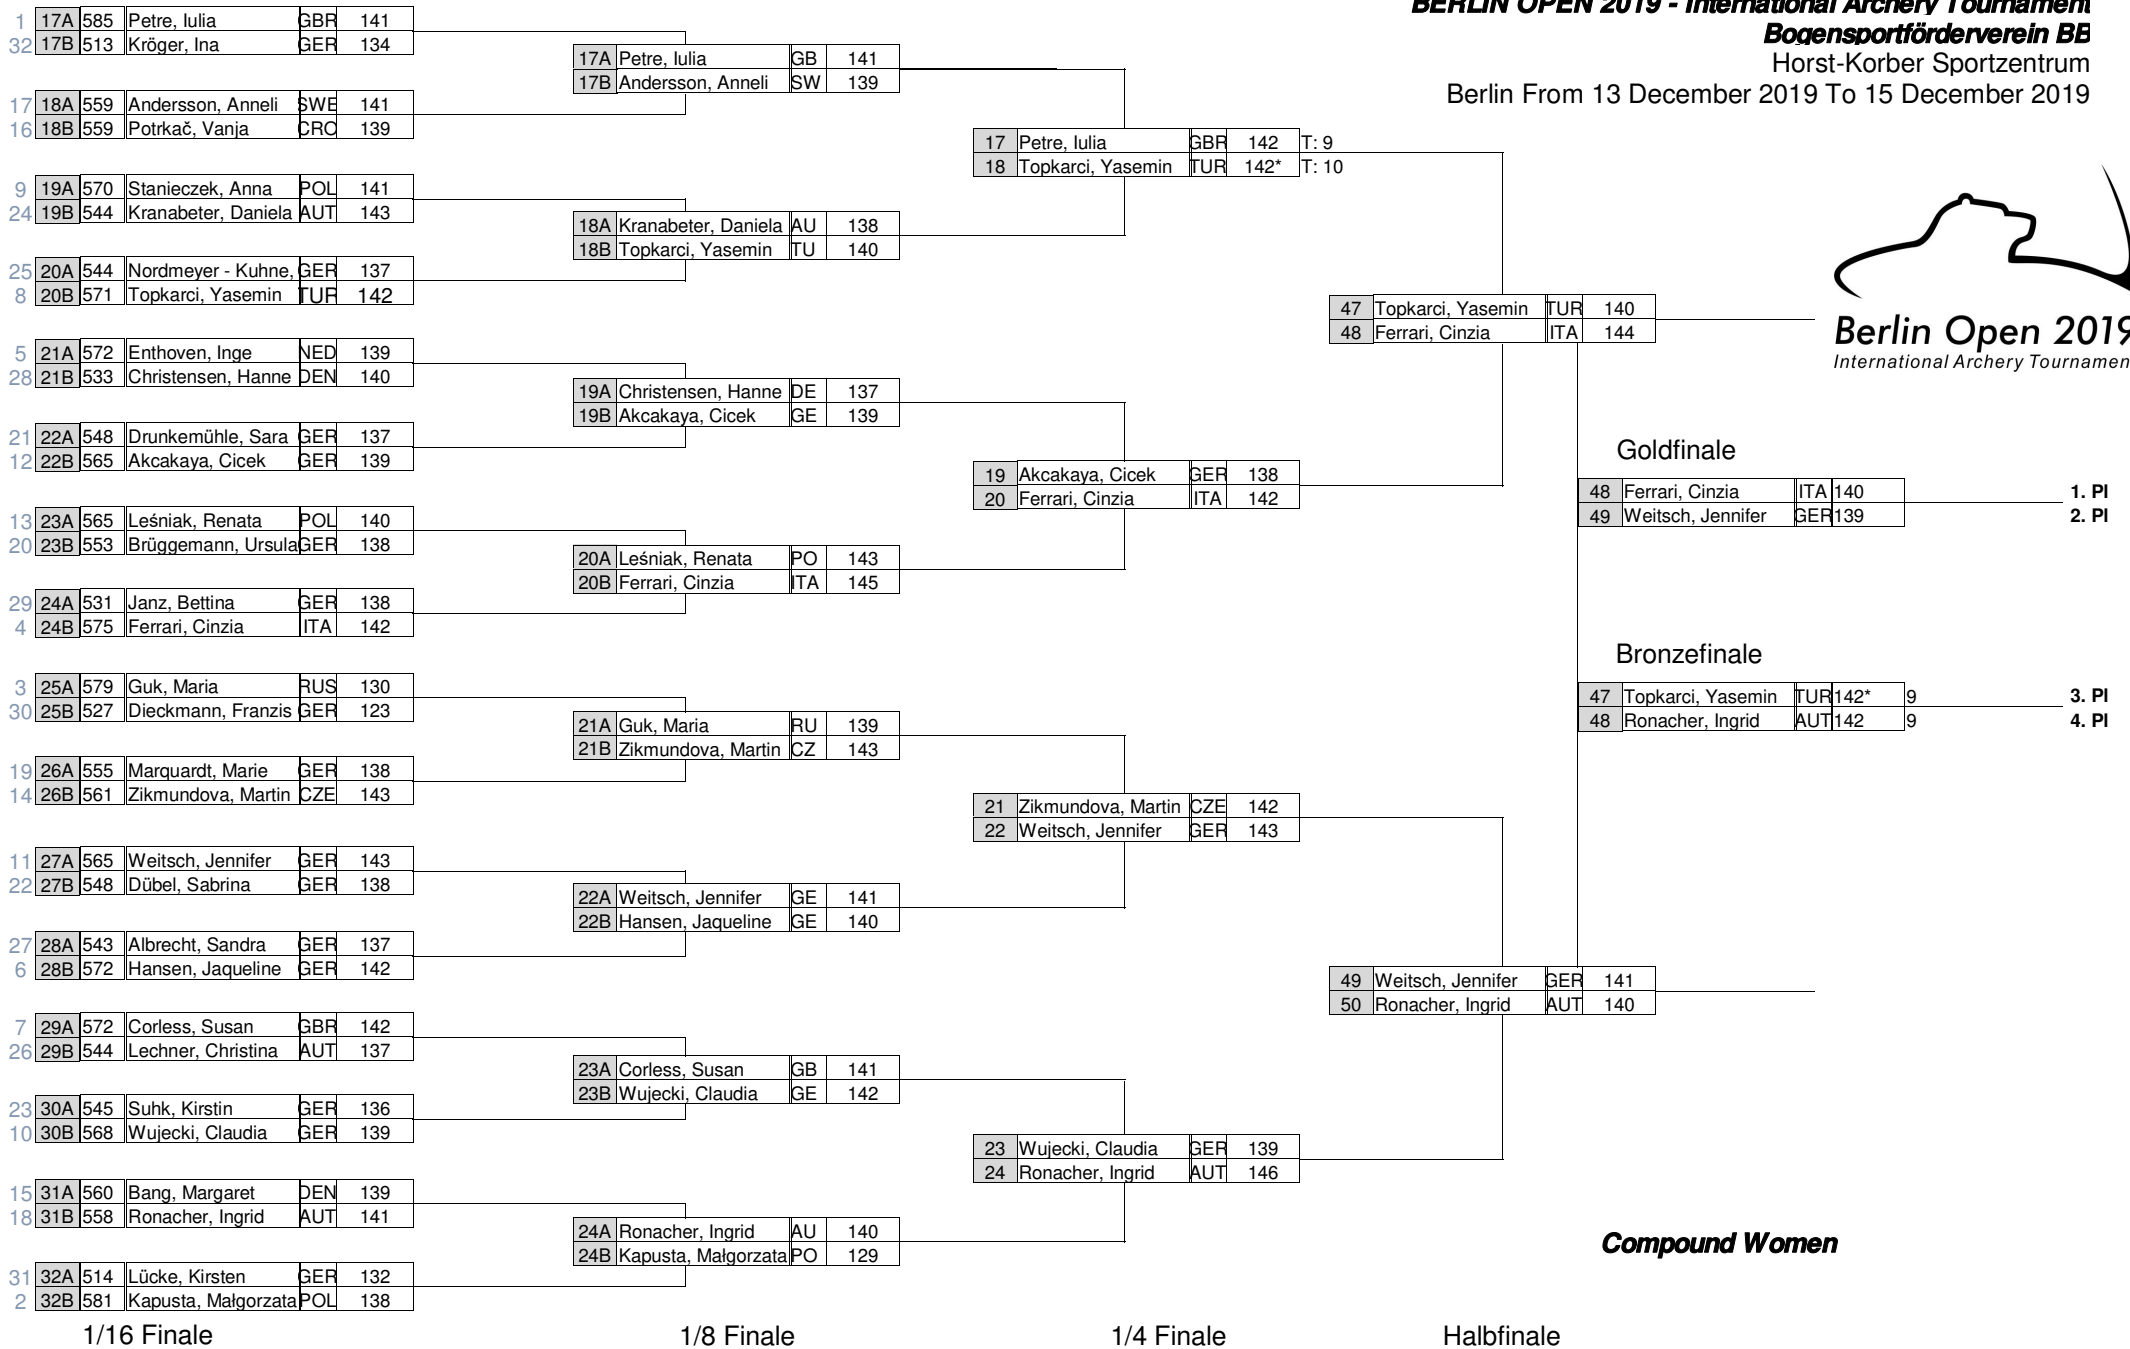 BERLIN OPEN 2019 - International Archery Tournament
Bogensportförderverein BB
Horst-Korber Sportzentrum
Berlin From 13 December 2019 To 15 December 2019
1 17A 585 Petre, Iulia GBR 141
32 17B 513 Kröger, Ina GER 134
17 18A 559 Andersson, Anneli SWE 141
16 18B 559 Potrkač, Vanja CRO 139
9 19A 570 Stanieczek, Anna POL 141
24 19B 544 Kranabeter, Daniela AUT 143
25 20A 544 Nordmeyer - Kuhne, GER 137
8 20B 571 Topkarci, Yasemin TUR 142
5 21A 572 Enthoven, Inge NED 139
28 21B 533 Christensen, Hanne DEN 140
21 22A 548 Drunkemühle, Sara GER 137
12 22B 565 Akcakaya, Cicek GER 139
13 23A 565 Leśniak, Renata POL 140
20 23B 553 Brüggemann, Ursula GER 138
29 24A 531 Janz, Bettina GER 138
4 24B 575 Ferrari, Cinzia ITA 142
3 25A 579 Guk, Maria RUS 130
30 25B 527 Dieckmann, Franzis GER 123
19 26A 555 Marquardt, Marie GER 138
14 26B 561 Zikmundova, Martin CZE 143
11 27A 565 Weitsch, Jennifer GER 143
22 27B 548 Dübel, Sabrina GER 138
27 28A 543 Albrecht, Sandra GER 137
6 28B 572 Hansen, Jaqueline GER 142
7 29A 572 Corless, Susan GBR 142
26 29B 544 Lechner, Christina AUT 137
23 30A 545 Suhk, Kirstin GER 136
10 30B 568 Wujecki, Claudia GER 139
15 31A 560 Bang, Margaret DEN 139
18 31B 558 Ronacher, Ingrid AUT 141
31 32A 514 Lücke, Kirsten GER 132
2 32B 581 Kapusta, Małgorzata POL 138
1/16 Finale
17A Petre, Iulia GB 141
17B Andersson, Anneli SW 139
18A Kranabeter, Daniela AU 138
18B Topkarci, Yasemin TU 140
19A Christensen, Hanne DE 137
19B Akcakaya, Cicek GE 139
20A Leśniak, Renata PO 143
20B Ferrari, Cinzia ITA 145
21A Guk, Maria RU 139
21B Zikmundova, Martin CZ 143
22A Weitsch, Jennifer GE 141
22B Hansen, Jaqueline GE 140
23A Corless, Susan GB 141
23B Wujecki, Claudia GE 142
24A Ronacher, Ingrid AU 140
24B Kapusta, Małgorzata PO 129
1/8 Finale
17 Petre, Iulia GBR 142 T: 9
18 Topkarci, Yasemin TUR 142* T: 10
19 Akcakaya, Cicek GER 138
20 Ferrari, Cinzia ITA 142
21 Zikmundova, Martin CZE 142
22 Weitsch, Jennifer GER 143
23 Wujecki, Claudia GER 139
24 Ronacher, Ingrid AUT 146
1/4 Finale
47 Topkarci, Yasemin TUR 140
48 Ferrari, Cinzia ITA 144
49 Weitsch, Jennifer GER 141
50 Ronacher, Ingrid AUT 140
Halbfinale
Berlin Open 2019
International Archery Tournamen
Goldfinale
48 Ferrari, Cinzia ITA 140 1. Pl
49 Weitsch, Jennifer GER 139 2. Pl
Bronzefinale
47 Topkarci, Yasemin TUR 142* 9 3. Pl
48 Ronacher, Ingrid AUT 142 9 4. Pl
Compound Women